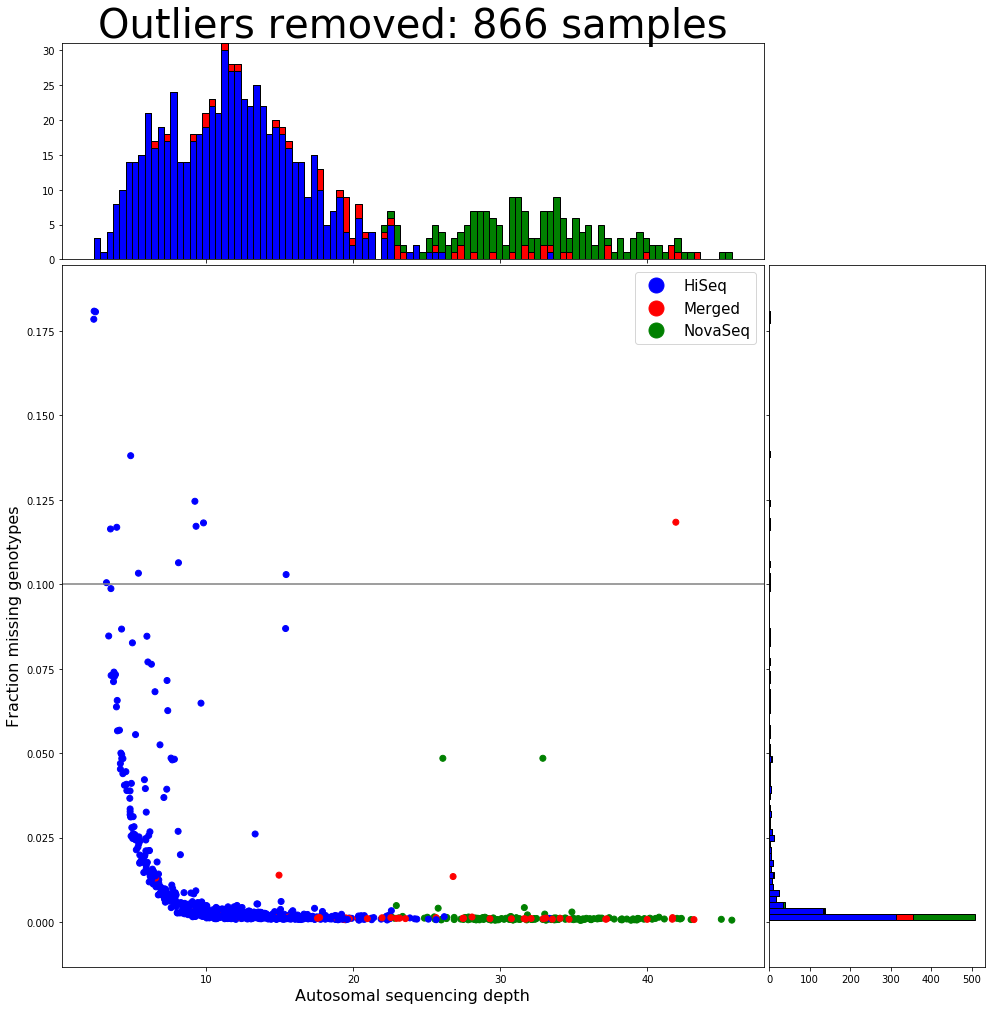 Outliers removed: 866 samples
30
25
20
15
10
5
0
HiSeq
Merged
NovaSeq
0.175
0.150
0.125
0.100
0.075
0.050
0.025
0.000
Fraction missing genotypes
10 20 30 40
Autosomal sequencing depth
0 100 200 300 400 500